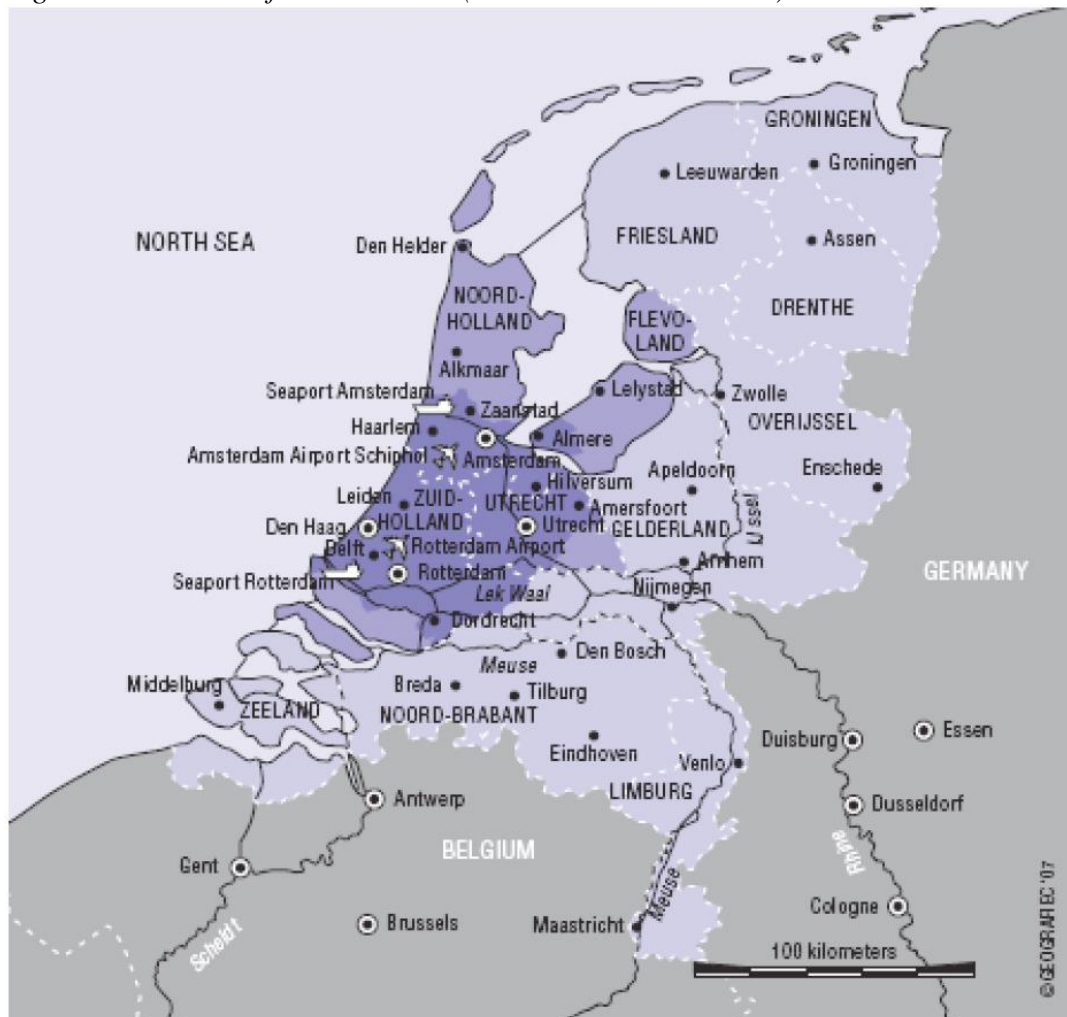 GRONINGEN
Groningen
Leeuwarden
NORTH SEA
Den Helder
FRIESLAND
Assen
NOORD-
HOLLAND
FLEVO-
LAND
DRENTHE
Alkmaar
Seaport Amsterdam
Zaanstad
Lelystad
Zwolle
Haarlem
OVERIJSSEL
Amsterdam Airport Schiphol
Amsterdam
Almere
Apeldoorn
Enschede
Hilversum
Leiden
ZUID-
HOLLAND
UTRECHT
Amersfoort
IJssel
Den Haag
Utrecht
GELDERLAND
Delft
Rotterdam Airport
Arnhem
Seaport Rotterdam
Rotterdam
GERMANY
Lek Waal
Nijmegen
Dordrecht
Den Bosch
Meuse
Middelburg
Breda
Tilburg
ZEELAND
NOORD-BRABANT
Eindhoven
Venlo
Duisburg
Essen
LIMBURG
Antwerp
Dusseldorf
BELGIUM
Rhine
Gent
Meuse
Cologne
Brussels
Maastricht
Scheldt
100 kilometers
© GEOGRAFIEC '07